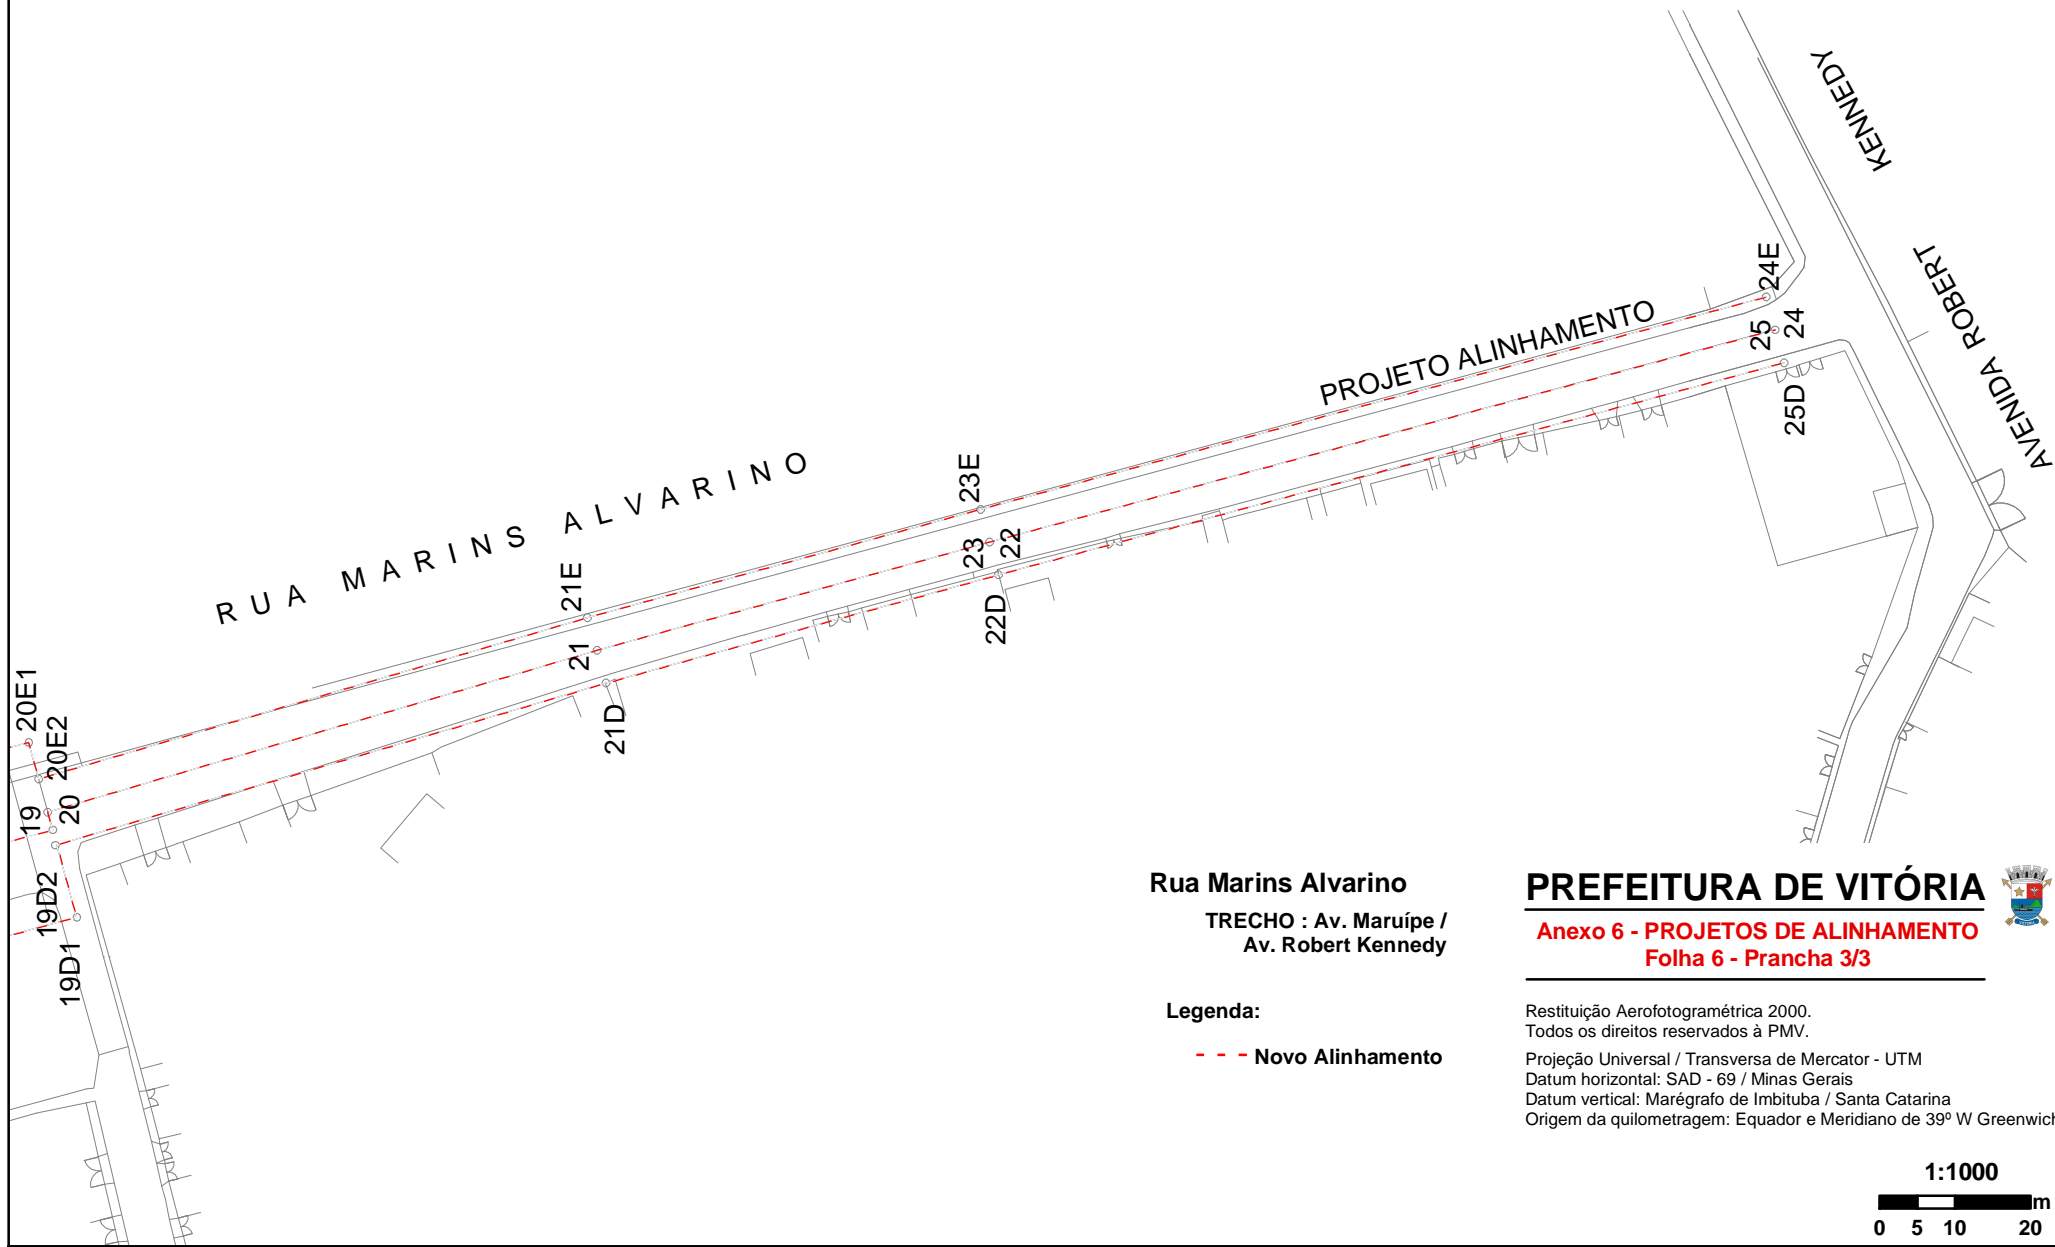 KENNEDY
AVENIDA ROBERT
24E
PROJETO ALINHAMENTO
25
24
25D
RUA MARINS ALVARINO
23E
23
22
22D
21E
21
21D
20E1
20E2
19
20
19D2
19D1
Rua Marins Alvarino
TRECHO : Av. Maruípe /
Av. Robert Kennedy
Legenda:
Novo Alinhamento
PREFEITURA DE VITÓRIA
Anexo 6 - PROJETOS DE ALINHAMENTO
Folha 6 - Prancha 3/3
Restituição Aerofotogramétrica 2000.
Todos os direitos reservados à PMV.
Projeção Universal / Transversa de Mercator - UTM
Datum horizontal: SAD - 69 / Minas Gerais
Datum vertical: Marégrafo de Imbituba / Santa Catarina
Origem da quilometragem: Equador e Meridiano de 39º W Greenwich
1:1000
m
0 5 10 20